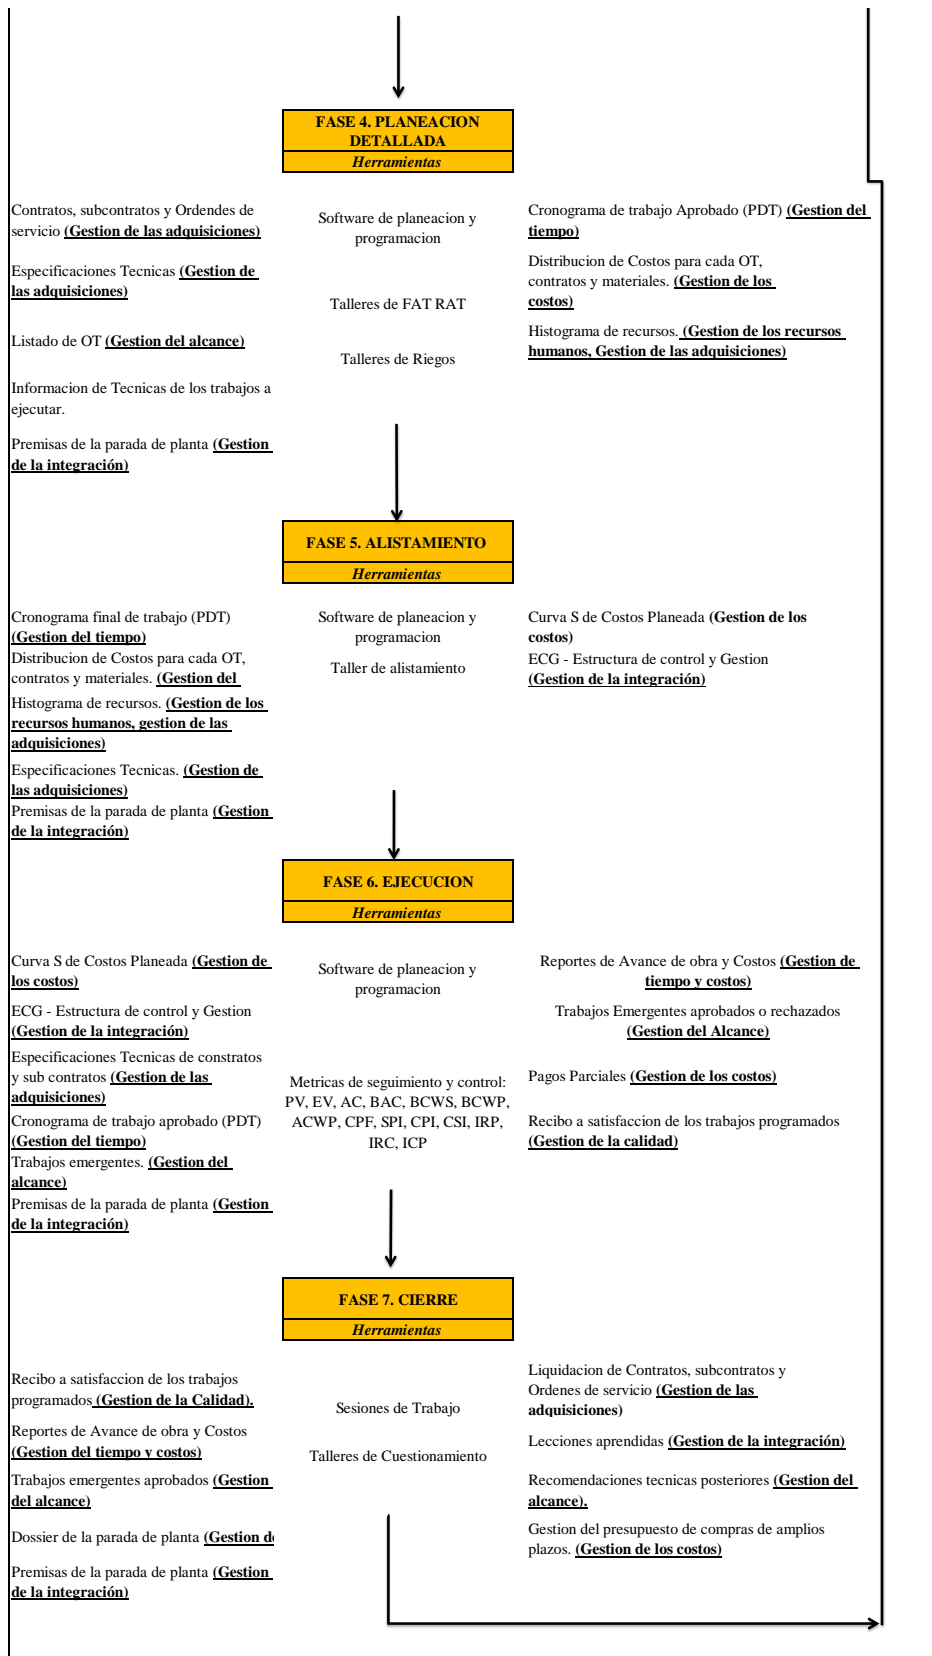 FASE 4. PLANEACION
DETALLADA
Herramientas
Contratos, subcontratos y Ordendes de
servicio (Gestion de las adquisiciones)
Especificaciones Tecnicas (Gestion de
las adquisiciones)
Listado de OT (Gestion del alcance)
Informacion de Tecnicas de los trabajos a
ejecutar.
Premisas de la parada de planta (Gestion
de la integración)
Software de planeacion y
programacion
Talleres de FAT RAT
Talleres de Riegos
Cronograma de trabajo Aprobado (PDT) (Gestion del
tiempo)
Distribucion de Costos para cada OT,
contratos y materiales. (Gestion de los
costos)
Histograma de recursos. (Gestion de los recursos
humanos, Gestion de las adquisiciones)
FASE 5. ALISTAMIENTO
Herramientas
Cronograma final de trabajo (PDT)
(Gestion del tiempo)
Distribucion de Costos para cada OT,
contratos y materiales. (Gestion del
Histograma de recursos. (Gestion de los
recursos humanos, gestion de las
adquisiciones)
Especificaciones Tecnicas. (Gestion de
las adquisiciones)
Premisas de la parada de planta (Gestion
de la integración)
Software de planeacion y
programacion
Taller de alistamiento
Curva S de Costos Planeada (Gestion de los
costos)
ECG - Estructura de control y Gestion
(Gestion de la integración)
FASE 6. EJECUCION
Herramientas
Curva S de Costos Planeada (Gestion de
los costos)
ECG - Estructura de control y Gestion
(Gestion de la integración)
Especificaciones Tecnicas de constratos
y sub contratos (Gestion de las
adquisiciones)
Cronograma de trabajo aprobado (PDT)
(Gestion del tiempo)
Trabajos emergentes. (Gestion del
alcance)
Premisas de la parada de planta (Gestion
de la integración)
Software de planeacion y
programacion
Metricas de seguimiento y control:
PV, EV, AC, BAC, BCWS, BCWP,
ACWP, CPF, SPI, CPI, CSI, IRP,
IRC, ICP
Reportes de Avance de obra y Costos (Gestion de
tiempo y costos)
Trabajos Emergentes aprobados o rechazados
(Gestion del Alcance)
Pagos Parciales (Gestion de los costos)
Recibo a satisfaccion de los trabajos programados
(Gestion de la calidad)
FASE 7. CIERRE
Herramientas
Recibo a satisfaccion de los trabajos
programados (Gestion de la Calidad).
Reportes de Avance de obra y Costos
(Gestion del tiempo y costos)
Trabajos emergentes aprobados (Gestion
del alcance)
Dossier de la parada de planta (Gestion de
Premisas de la parada de planta (Gestion
de la integración)
Sesiones de Trabajo
Talleres de Cuestionamiento
Liquidacion de Contratos, subcontratos y
Ordenes de servicio (Gestion de las
adquisiciones)
Lecciones aprendidas (Gestion de la integración)
Recomendaciones tecnicas posteriores (Gestion del
alcance).
Gestion del presupuesto de compras de amplios
plazos. (Gestion de los costos)